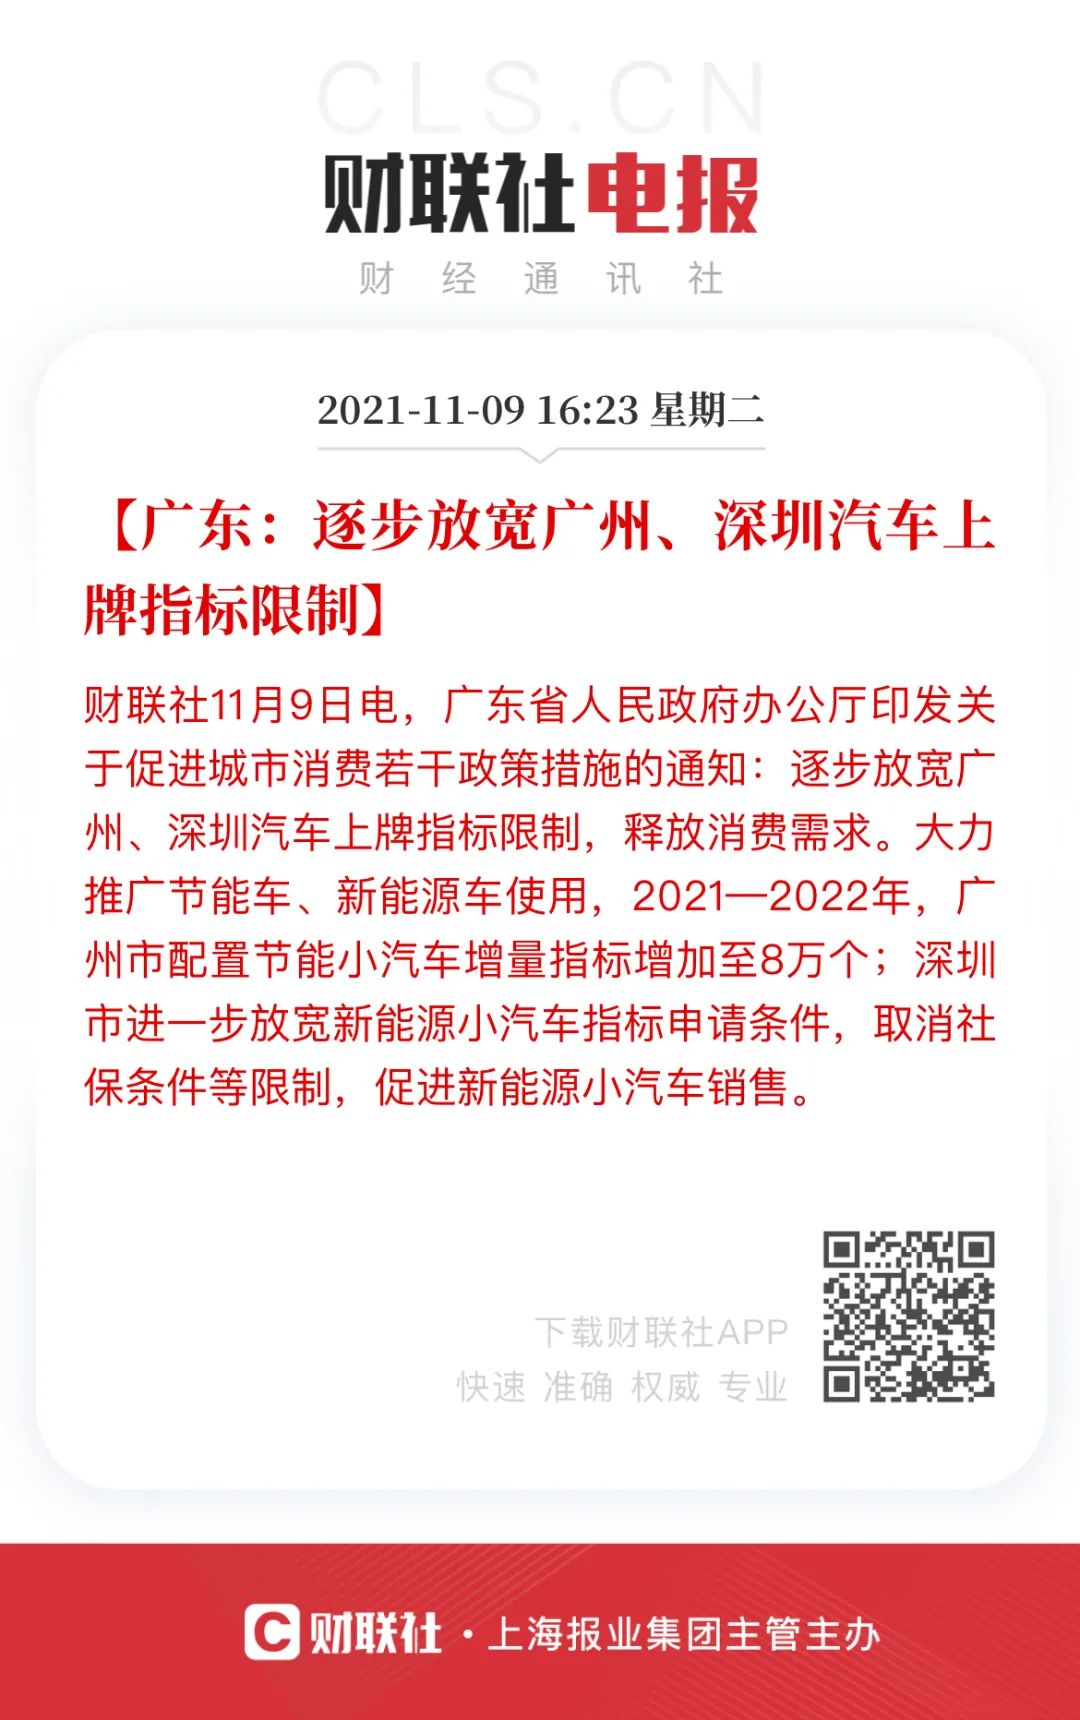 CLS.CN
财联社电报
财经通讯社
2021-11-09 16:23 星期二
【广东：逐步放宽广州、深圳汽车上
牌指标限制】
财联社11月9日电，广东省人民政府办公厅印发关
于促进城市消费若干政策措施的通知：逐步放宽广
州、深圳汽车上牌指标限制，释放消费需求。大力
推广节能车、新能源车使用，2021—2022年，广
州市配置节能小汽车增量指标增加至8万个；深圳
市进一步放宽新能源小汽车指标申请条件，取消社
保条件等限制，促进新能源小汽车销售。
下载财联社APP
快速 准确 权威 专业
C 财联社·上海报业集团主管主办